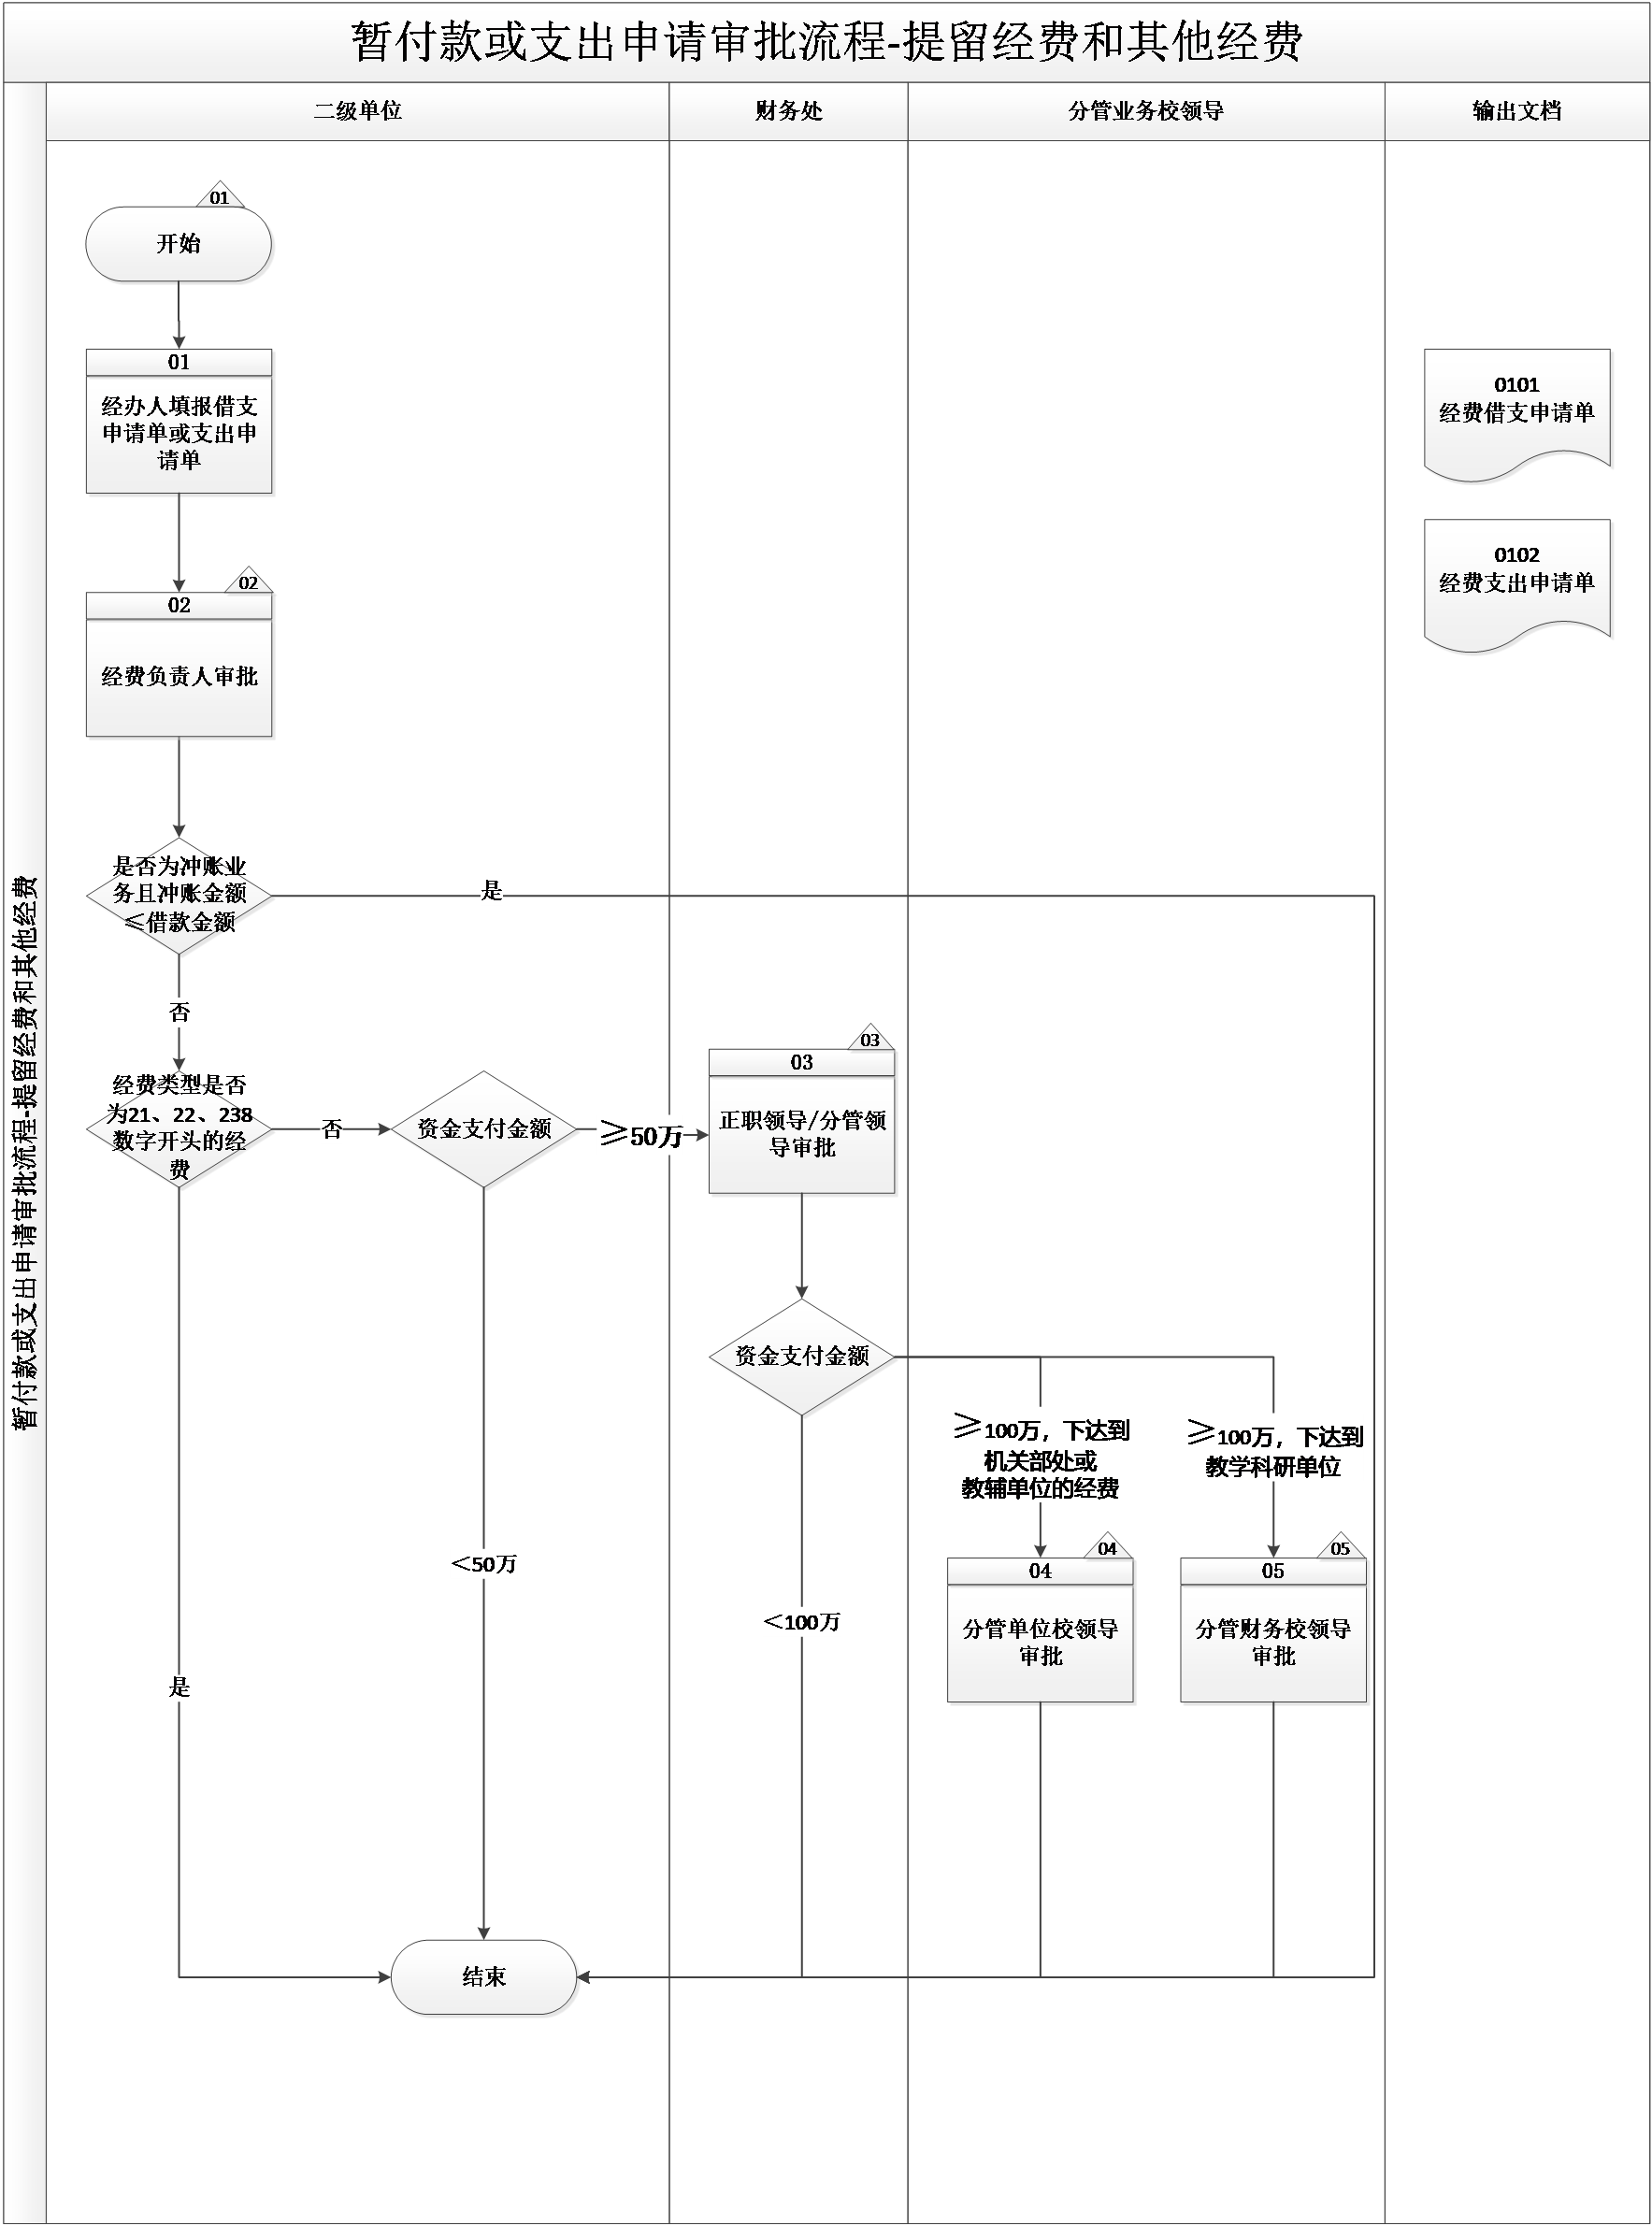 暂付款或支出申请审批流程-提留经费和其他经费
暂付款或支出申请审批流程-提留经费和其他经费
二级单位
财务处
分管业务校领导
输出文档
01
开始
01
经办人填报借支
申请单或支出申
请单
0101
经费借支申请单
0102
经费支出申请单
02
02
经费负责人审批
是否为冲账业
务且冲账金额
≤借款金额
是
否
经费类型是否
为21、22、238
数字开头的经
费
否
资金支付金额
≥50万
03
03
正职领导/分管领
导审批
资金支付金额
≥100万，下达到
机关部处或
教辅单位的经费
≥100万，下达到
教学科研单位
<50万
<100万
是
04
04
分管单位校领导
审批
05
05
分管财务校领导
审批
结束